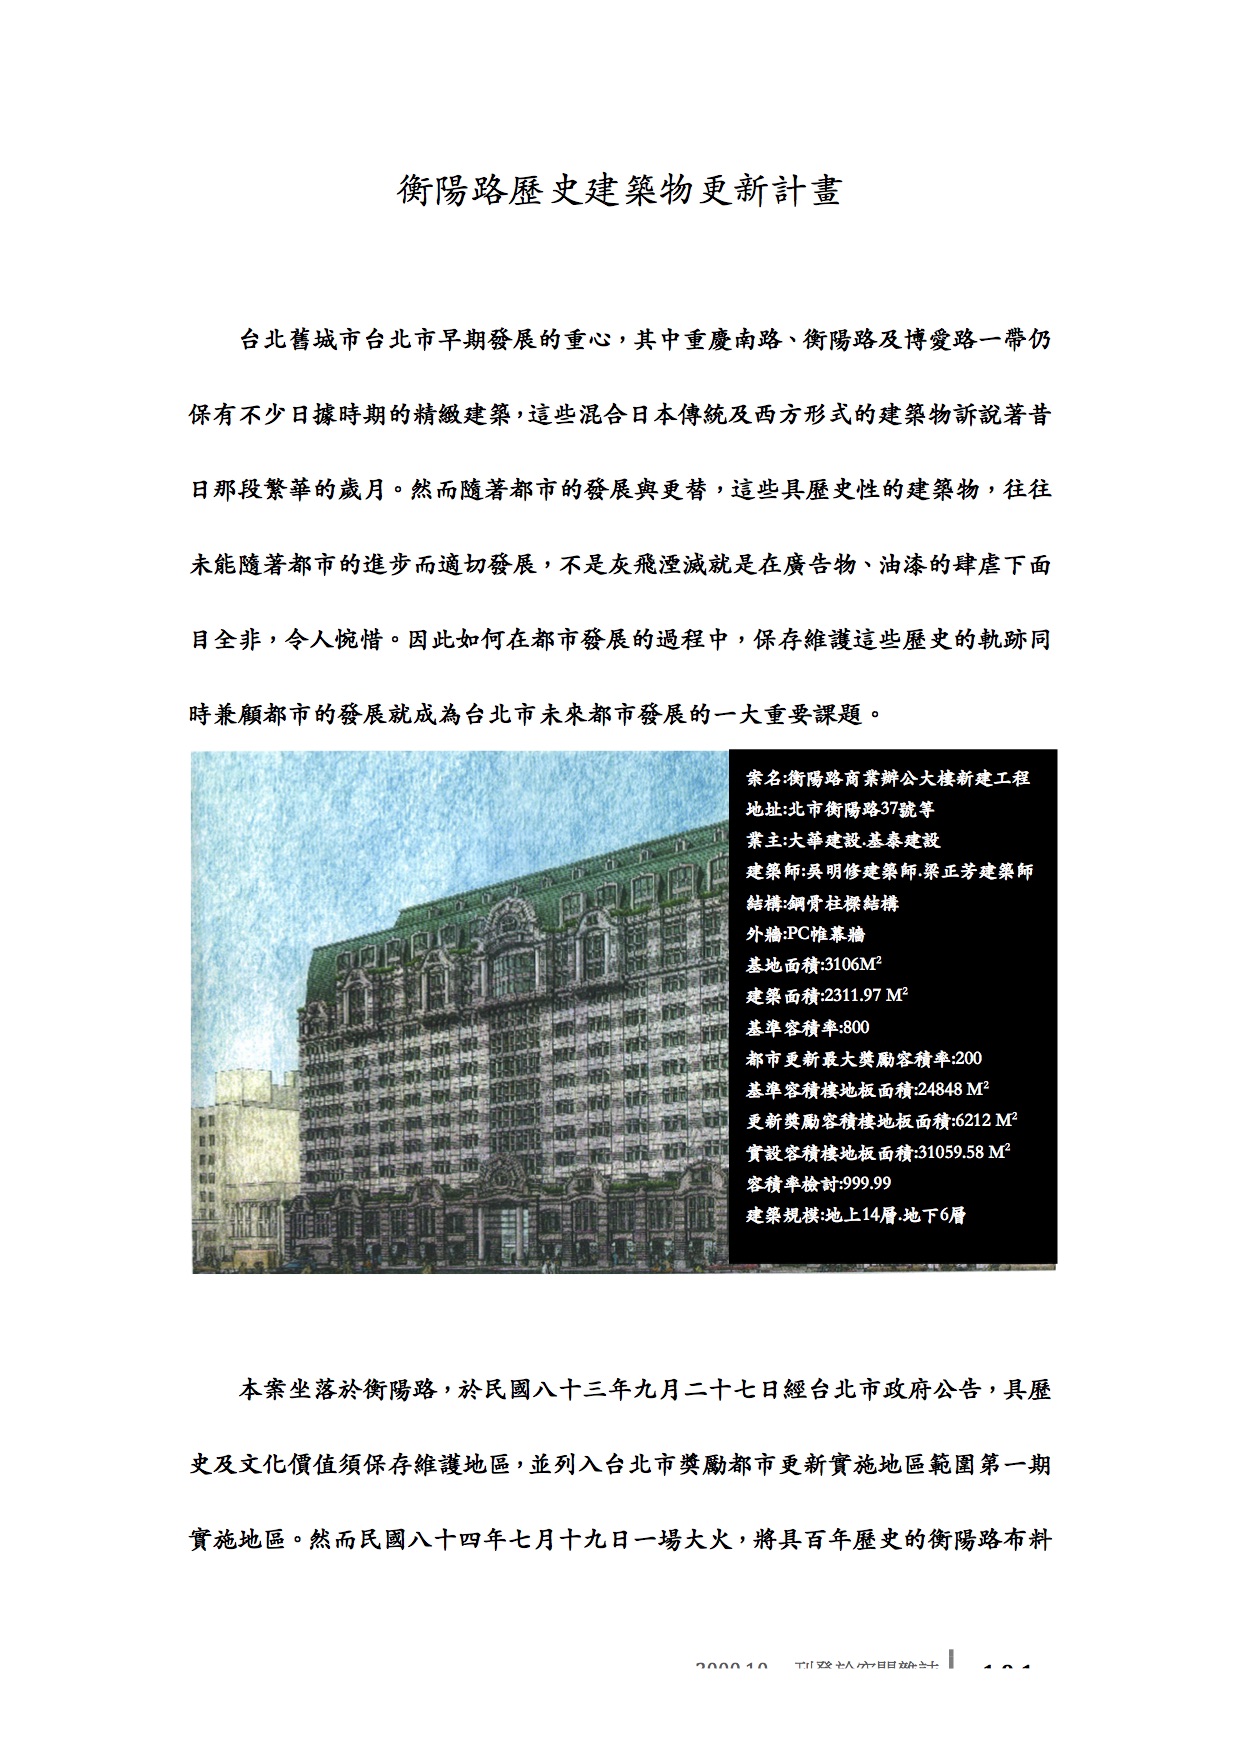 衡陽路歷史建築物更新計畫
台北舊城市台北市早期發展的重心，其中重慶南路、衡陽路及博愛路一帶仍
保有不少日據時期的精緻建築，這些混合日本傳統及西方形式的建築物訴說著昔
日那段繁華的歲月。然而隨著都市的發展與更替，這些具歷史性的建築物，往往
未能隨著都市的進步而適切發展，不是灰飛湮滅就是在廣告物、油漆的肆虐下面
目全非，令人惋惜。因此如何在都市發展的過程中，保存維護這些歷史的軌跡同
時兼顧都市的發展就成為台北市未來都市發展的一大重要課題。
案名:衡陽路商業辦公大樓新建工程
地址:北市衡陽路37號等
業主:大華建設.基泰建設
建築師:吳明修建築師.梁正芳建築師
結構:鋼骨柱樑結構
外牆:PC帷幕牆
基地面積:3106M²
建築面積:2311.97 M²
基準容積率:800
都市更新最大獎勵容積率:200
基準容積樓地板面積:24848 M²
更新獎勵容積樓地板面積:6212 M²
實設容積樓地板面積:31059.58 M²
容積率檢討:999.99
建築規模:地上14層.地下6層
本案坐落於衡陽路，於民國八十三年九月二十七日經台北市政府公告，具歷
史及文化價值須保存維護地區，並列入台北市獎勵都市更新實施地區範圍第一期
實施地區。然而民國八十四年七月十九日一場大火，將具百年歷史的衡陽路布料